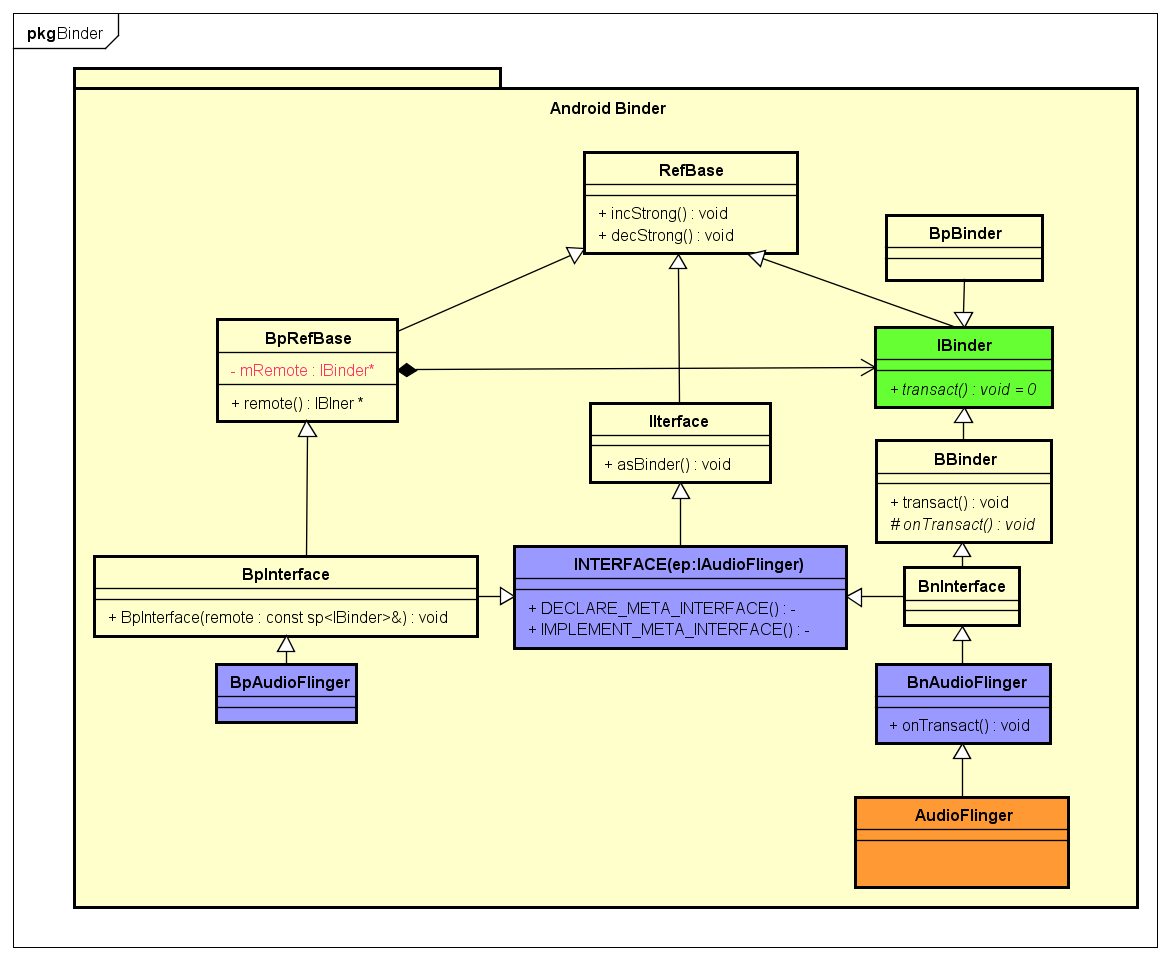 pkgBinder
Android Binder
RefBase
+ incStrong() : void
+ decStrong() : void
BpBinder
BpRefBase
- mRemote : IBinder*
+ remote() : IBIner *
IBinder
+ transact() : void = 0
IIterface
+ asBinder() : void
BBinder
+ transact() : void
# onTransact() : void
BpInterface
+ BpInterface(remote : const sp<IBinder>&) : void
INTERFACE(ep:IAudioFlinger)
+ DECLARE_META_INTERFACE() : -
+ IMPLEMENT_META_INTERFACE() : -
BnInterface
BpAudioFlinger
BnAudioFlinger
+ onTransact() : void
AudioFlinger